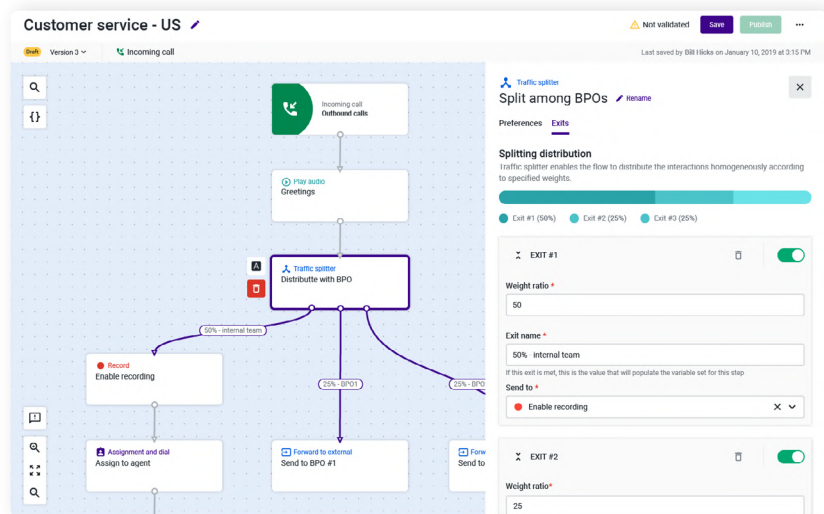 Customer service - US
Not validated
Save
Publish
Draft
Version 3
Incoming call
Last saved by Bill Hicks on January 10, 2019 at 3:15 PM
{}
Incoming call
Outbound calls
Play audio
Greetings
A
Traffic splitter
Distributte with BPO
50% - internal team
25% - BPO1
25% - BPO
Record
Enable recording
Assignment and dial
Assign to agent
Forward to external
Send to BPO #1
Forw
Send to
Traffic splitter
Split among BPOs
Rename
Preferences
Exits
Splitting distribution
Traffic splitter enables the flow to distribute the interactions homogeneously according
to specified weights.
Exit #1 (50%)
Exit #2 (25%)
Exit #3 (25%)
EXIT #1
Weight ratio *
50
Exit name *
50% - internal team
If this exit is met, this is the value that will populate the variable set for this step
Send to *
Enable recording
EXIT #2
Weight ratio*
25